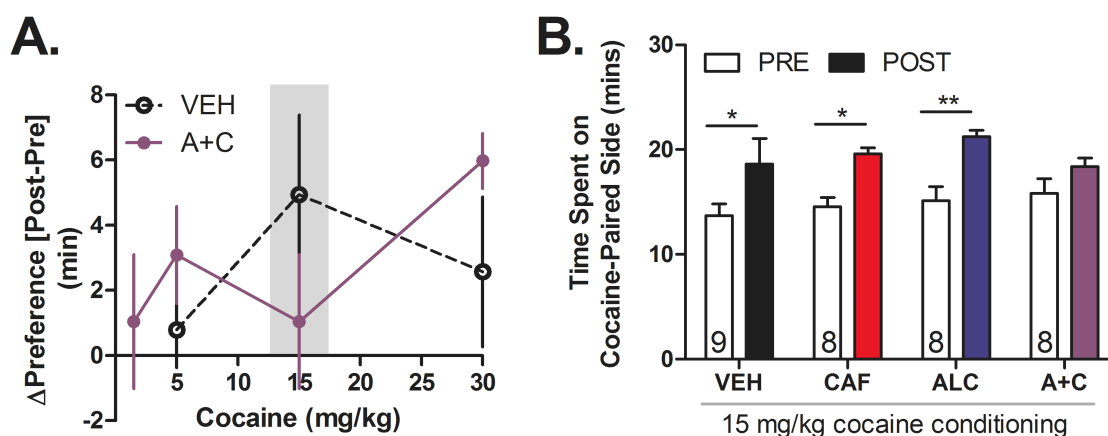 A.
ΔPreference [Post-Pre]
(min)
8
6
4
2
0
-2
VEH
A+C
5
10
15
20
25
30
Cocaine (mg/kg)
B.
Time Spent on
Cocaine-Paired Side (mins)
30
20
10
0
PRE
POST
*
*
**
9
8
8
8
VEH
CAF
ALC
A+C
15 mg/kg cocaine conditioning